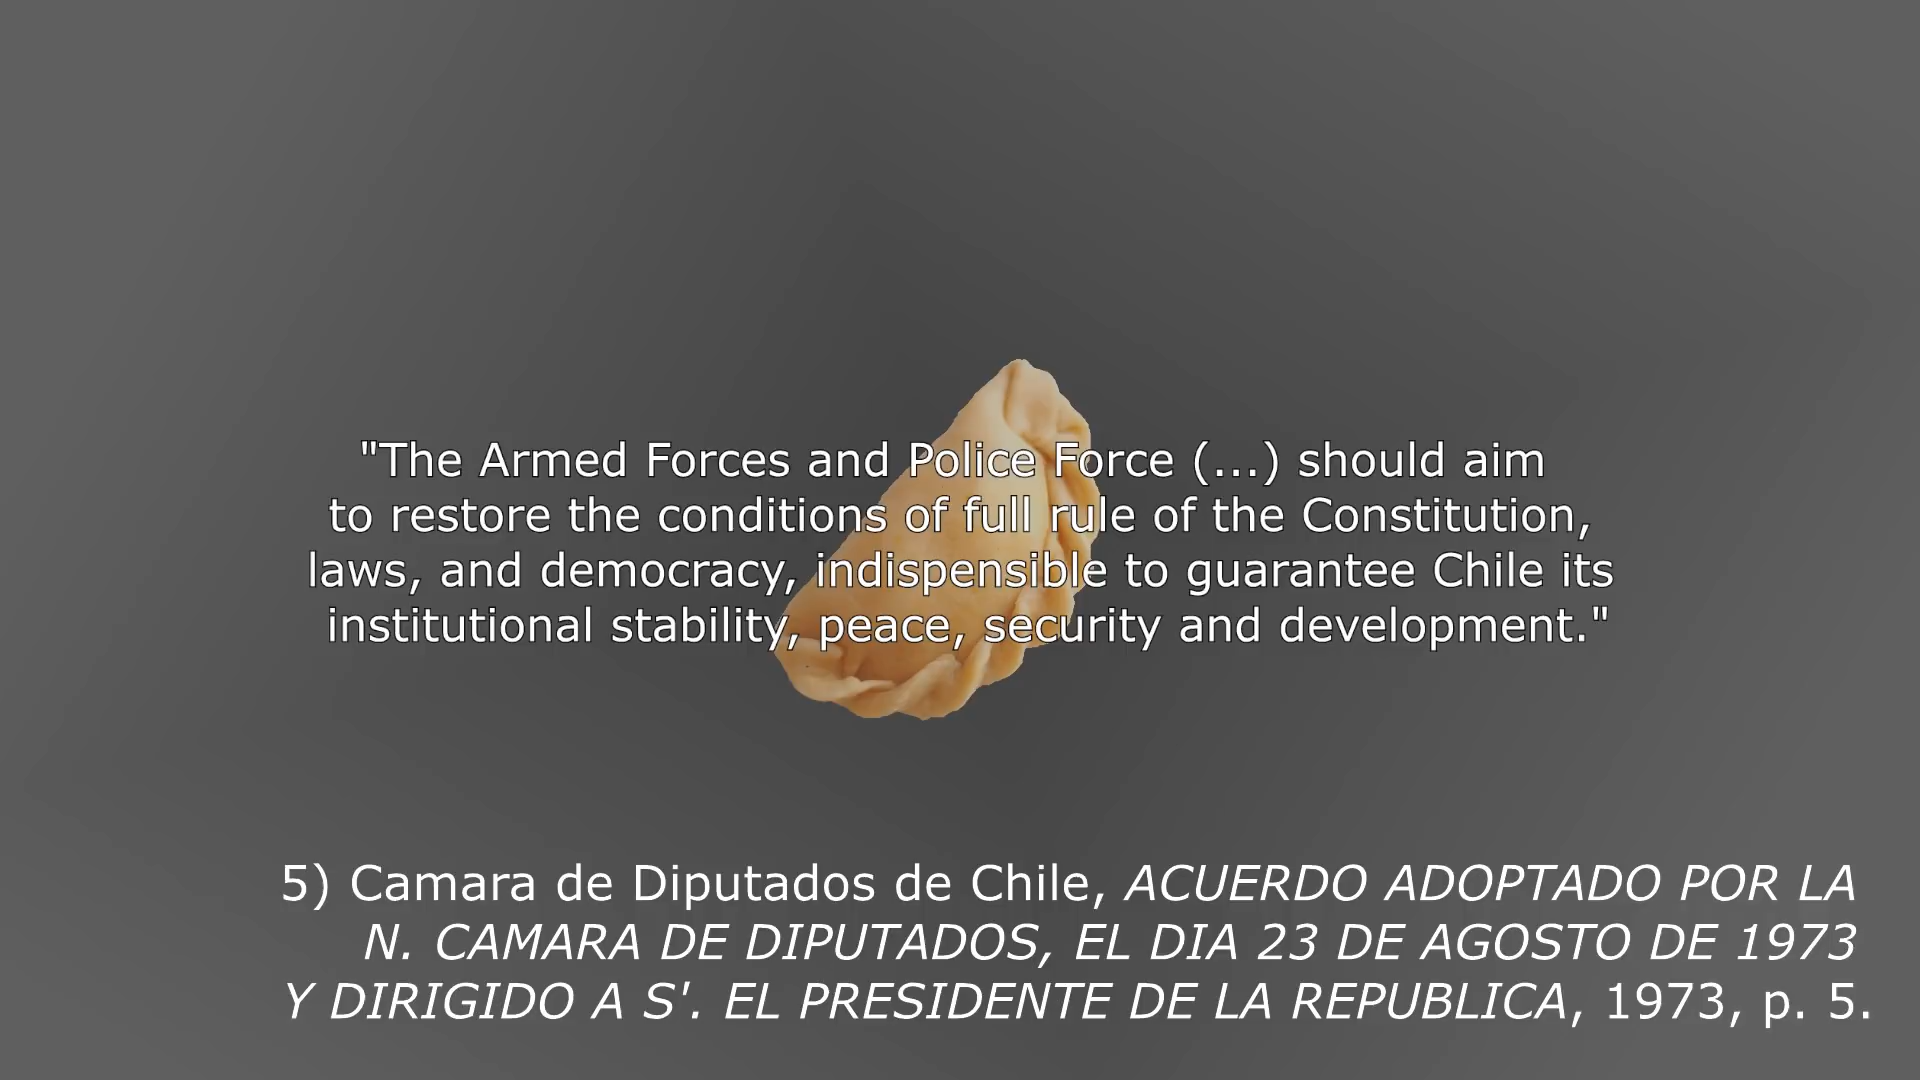 "The Armed Forces and Police Force (...) should aim
to restore the conditions of full rule of the Constitution,
laws, and democracy, indispensible to guarantee Chile its
institutional stability, peace, security and development."
5) Camara de Diputados de Chile, ACUERDO ADOPTADO POR LA
N. CAMARA DE DIPUTADOS, EL DIA 23 DE AGOSTO DE 1973
Y DIRIGIDO A S'. EL PRESIDENTE DE LA REPUBLICA, 1973, p. 5.